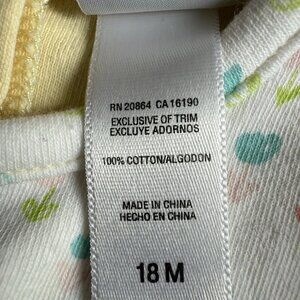 RN 20864 CA 16190
EXCLUSIVE OF TRIM
EXCLUYE ADORNOS
100% COTTON/ALGODON
MADE IN CHINA
HECHO EN CHINA
18 M